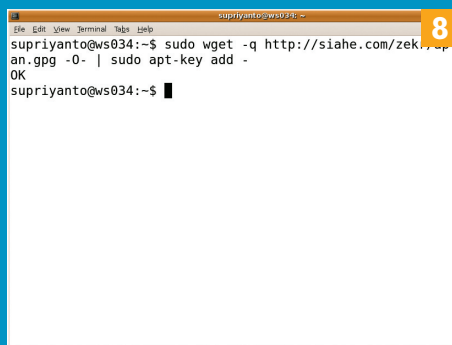 supriyanto@ws034: ~
File Edit View Terminal Tabs Help
8
supriyanto@ws034:~$ sudo wget -q http://siahe.com/zekr/
an.gpg -O- | sudo apt-key add -
OK
supriyanto@ws034:~$